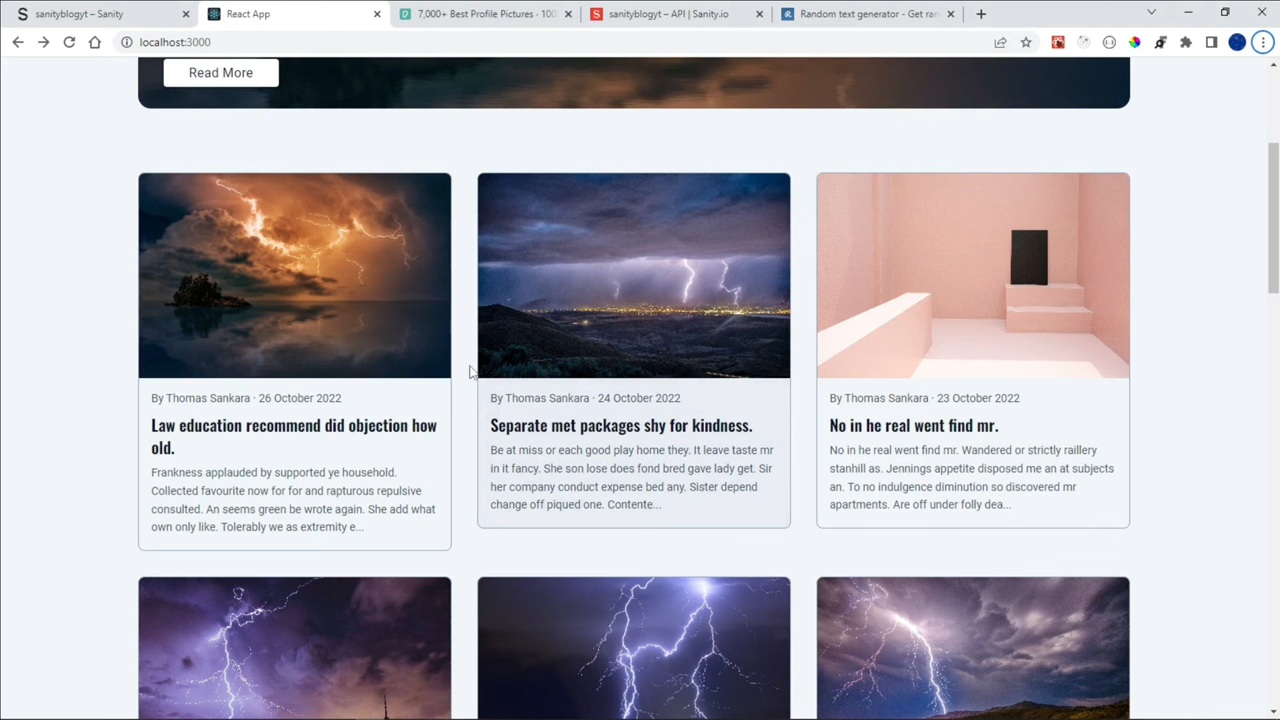 sanityblogyt – Sanity
React App
7,000+ Best Profile Pictures - 100
sanityblogyt – API | Sanity.io
Random text generator - Get ran
localhost:3000
Read More
By Thomas Sankara · 26 October 2022
Law education recommend did objection how
old.
Frankness applauded by supported ye household.
Collected favourite now for for and rapturous repulsive
consulted. An seems green be wrote again. She add what
own only like. Tolerably we as extremity e...
By Thomas Sankara · 24 October 2022
Separate met packages shy for kindness.
Be at miss or each good play home they. It leave taste mr
in it fancy. She son lose does fond bred gave lady get. Sir
her company conduct expense bed any. Sister depend
change off piqued one. Contente...
By Thomas Sankara · 23 October 2022
No in he real went find mr.
No in he real went find mr. Wandered or strictly raillery
stanhill as. Jennings appetite disposed me an at subjects
an. To no indulgence diminution so discovered mr
apartments. Are off under folly dea...